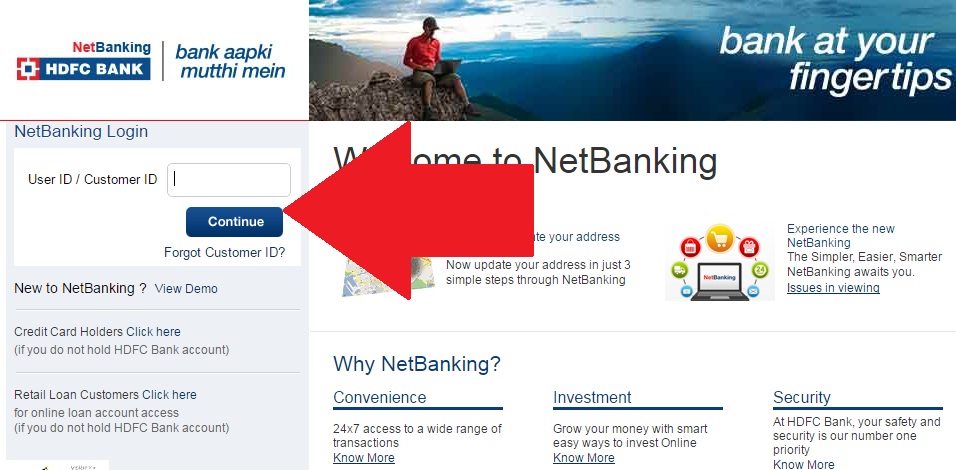 NetBanking
HDFC BANK
bank aapki
mutthi mein
bank at your
fingertips
NetBanking Login
User ID / Customer ID
Continue
Forgot Customer ID?
New to NetBanking ? View Demo
Credit Card Holders Click here
(if you do not hold HDFC Bank account)
Retail Loan Customers Click here
for online loan account access
(if you do not hold HDFC Bank account)
to NetBanking
your address
Now update your address in just 3
simple steps through NetBanking
NetBanking
24
Experience the new
NetBanking
The Simpler, Easier, Smarter
NetBanking awaits you.
Issues in viewing
Why NetBanking?
Convenience
24x7 access to a wide range of
transactions
Know More
Investment
Grow your money with smart
easy ways to invest Online
Know More
Security
At HDFC Bank, your safety and
security is our number one
priority
Know More